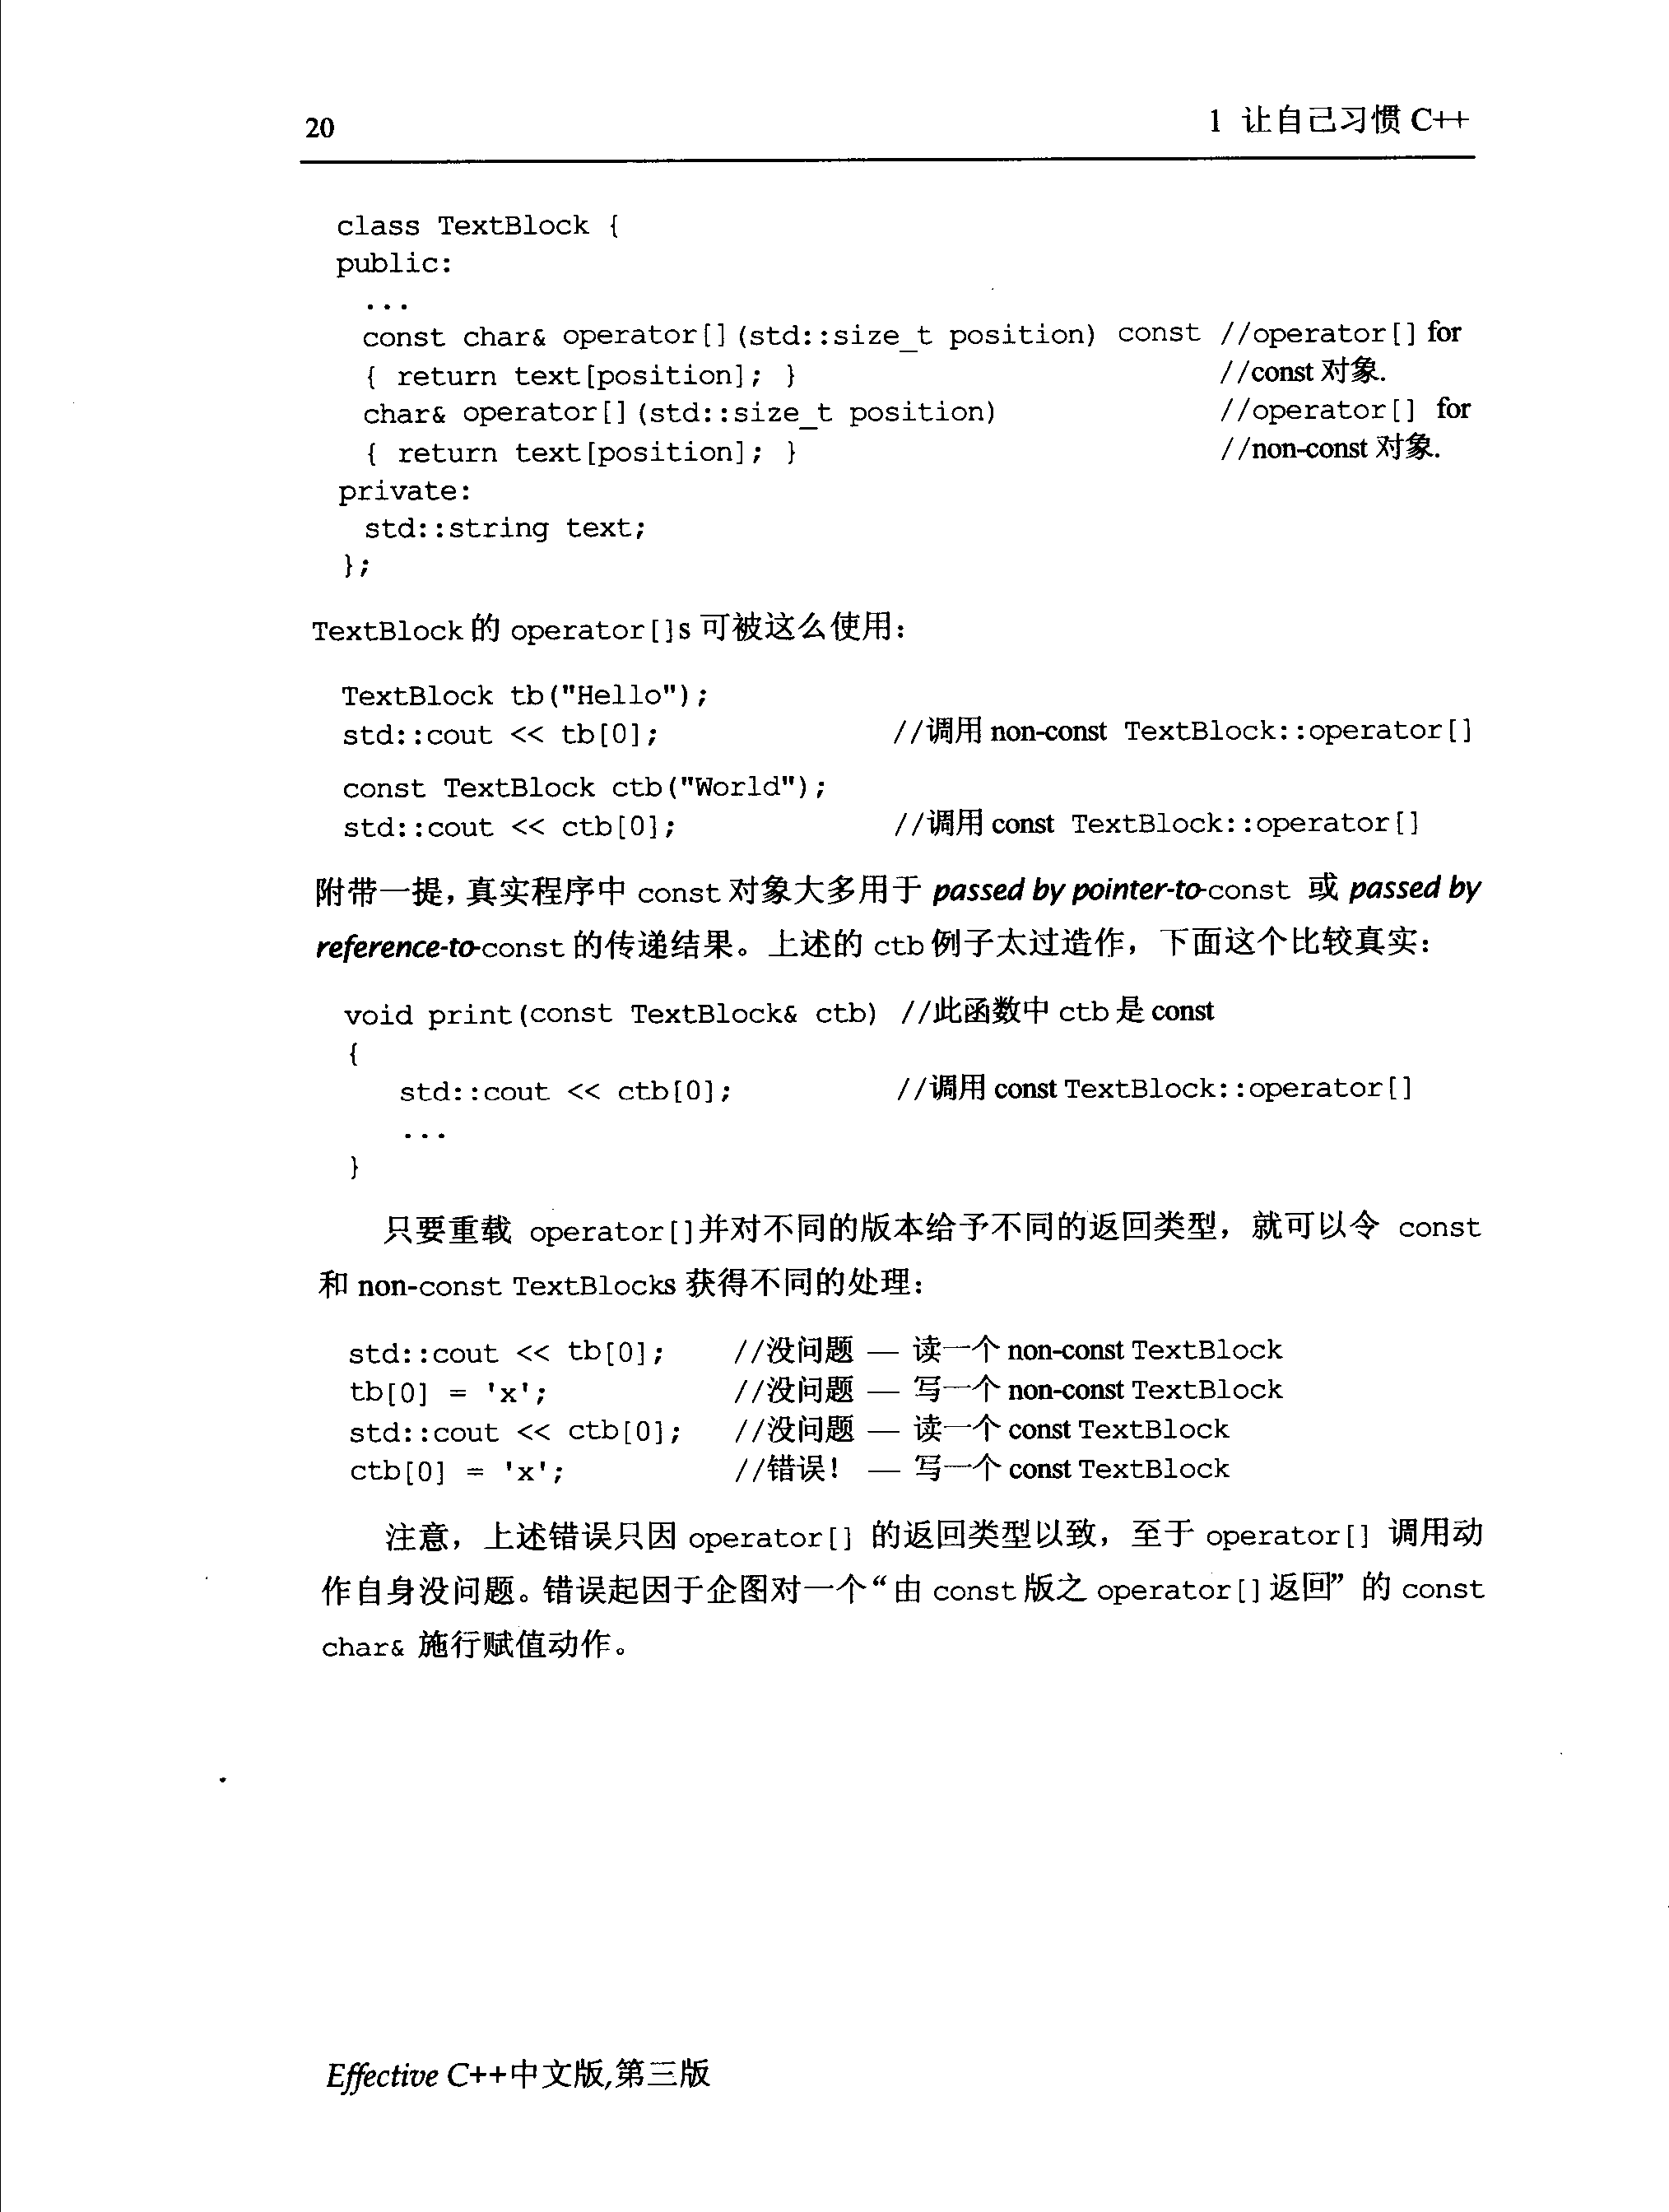 20
1 让自己习惯 C++
class TextBlock {
public:
...
const char& operator[](std::size_t position) const //operator[] for
{ return text[position]; } //const 对象.
char& operator[](std::size_t position) //operator[] for
{ return text[position]; } //non-const 对象.
private:
std::string text;
};
TextBlock 的 operator[]s 可被这么使用：
TextBlock tb("Hello");
std::cout << tb[0]; //调用 non-const TextBlock::operator[]
const TextBlock ctb("World");
std::cout << ctb[0]; //调用 const TextBlock::operator[]
附带一提，真实程序中 const 对象大多用于 passed by pointer-to-const 或 passed by
reference-to-const 的传递结果。上述的 ctb 例子太过造作，下面这个比较真实：
void print(const TextBlock& ctb) //此函数中 ctb 是 const
{
std::cout << ctb[0]; //调用 const TextBlock::operator[]
...
}
只要重载 operator[]并对不同的版本给予不同的返回类型，就可以令 const
和 non-const TextBlocks 获得不同的处理：
std::cout << tb[0]; //没问题 — 读一个 non-const TextBlock
tb[0] = 'x'; //没问题 — 写一个 non-const TextBlock
std::cout << ctb[0]; //没问题 — 读一个 const TextBlock
ctb[0] = 'x'; //错误！ — 写一个 const TextBlock
注意，上述错误只因 operator[] 的返回类型以致，至于 operator[] 调用动
作自身没问题。错误起因于企图对一个“由 const 版之 operator[] 返回”的 const
char& 施行赋值动作。
Effective C++中文版,第三版